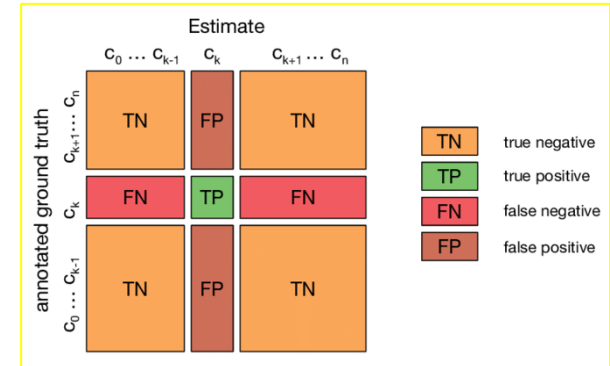 Estimate
c0 ... ck-1 ck ck+1 ... cn
annotated ground truth
ck+1 ... cn
TN FP TN
ck
FN TP FN
c0 ... ck-1
TN FP TN
TN true negative
TP true positive
FN false negative
FP false positive